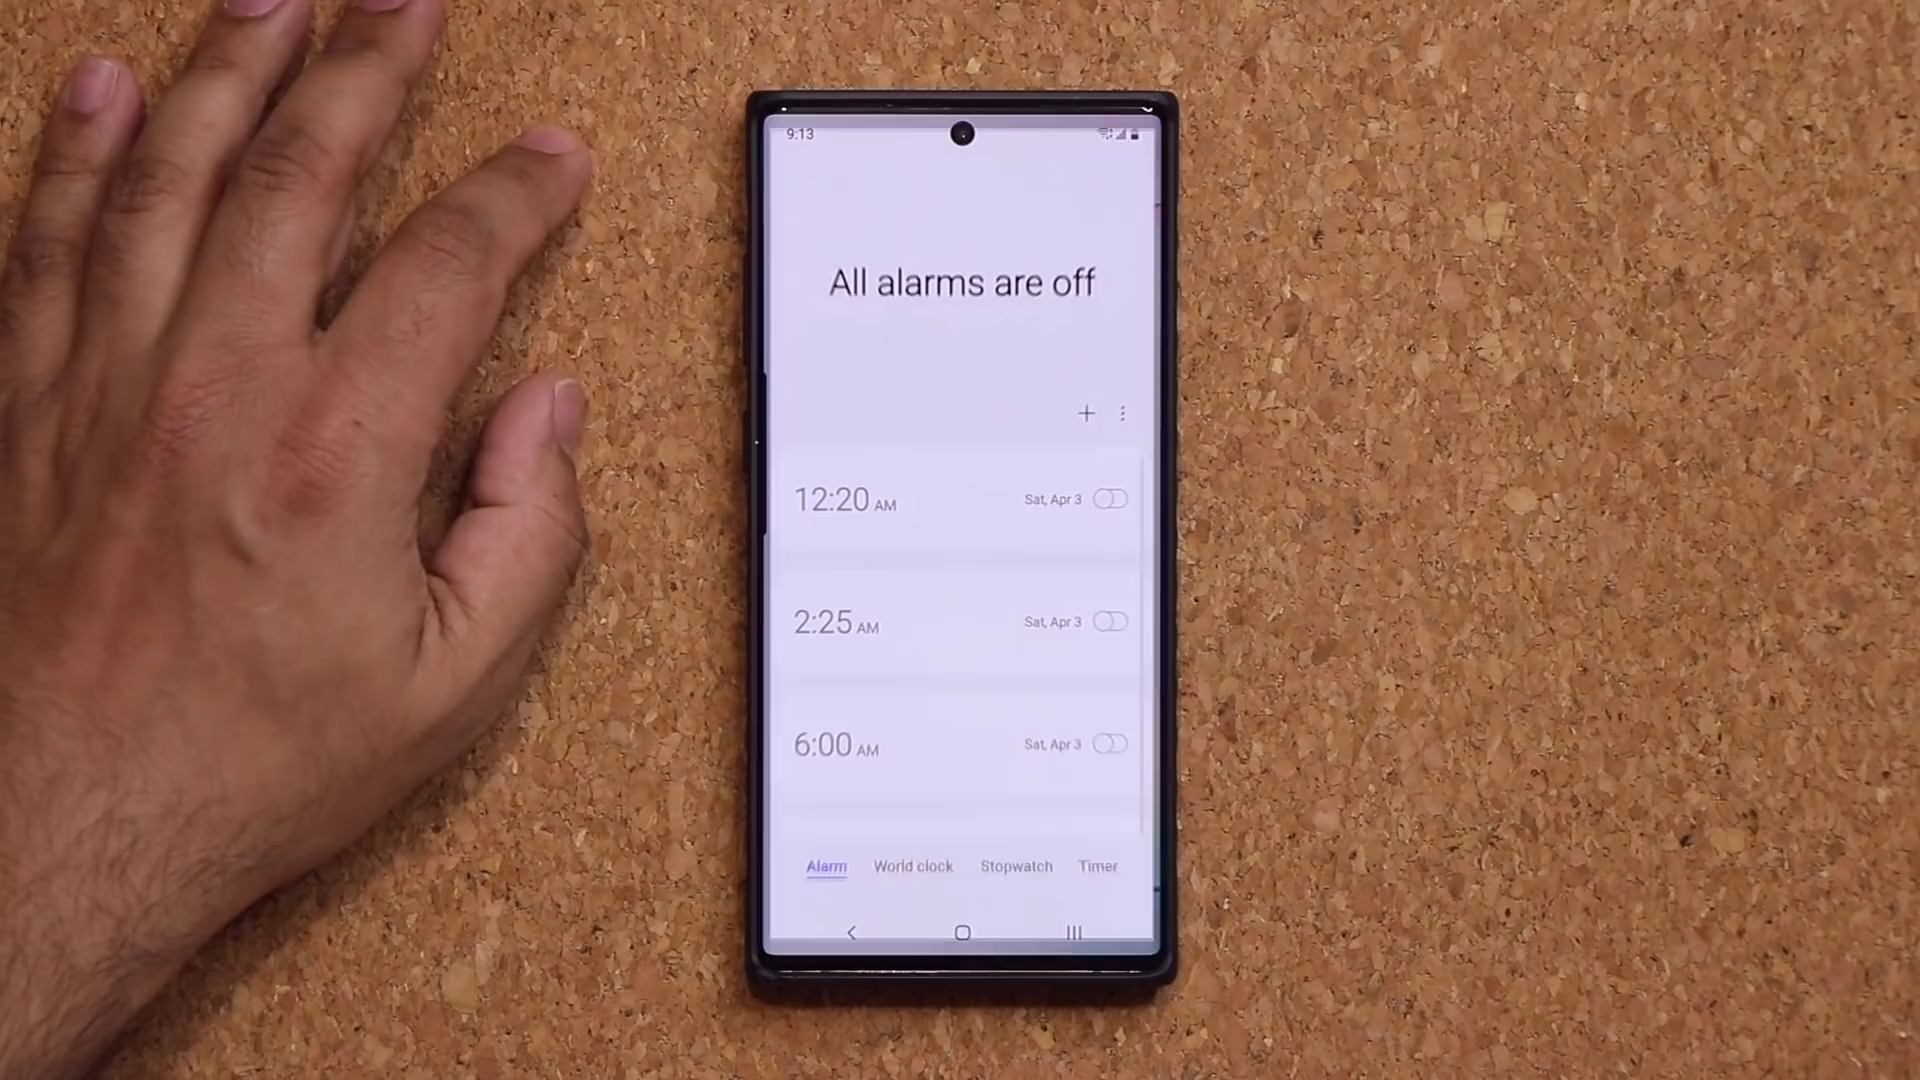 9:13
All alarms are off
12:20 AM Sat, Apr 3
2:25 AM Sat, Apr 3
6:00 AM Sat, Apr 3
Alarm World clock Stopwatch Timer